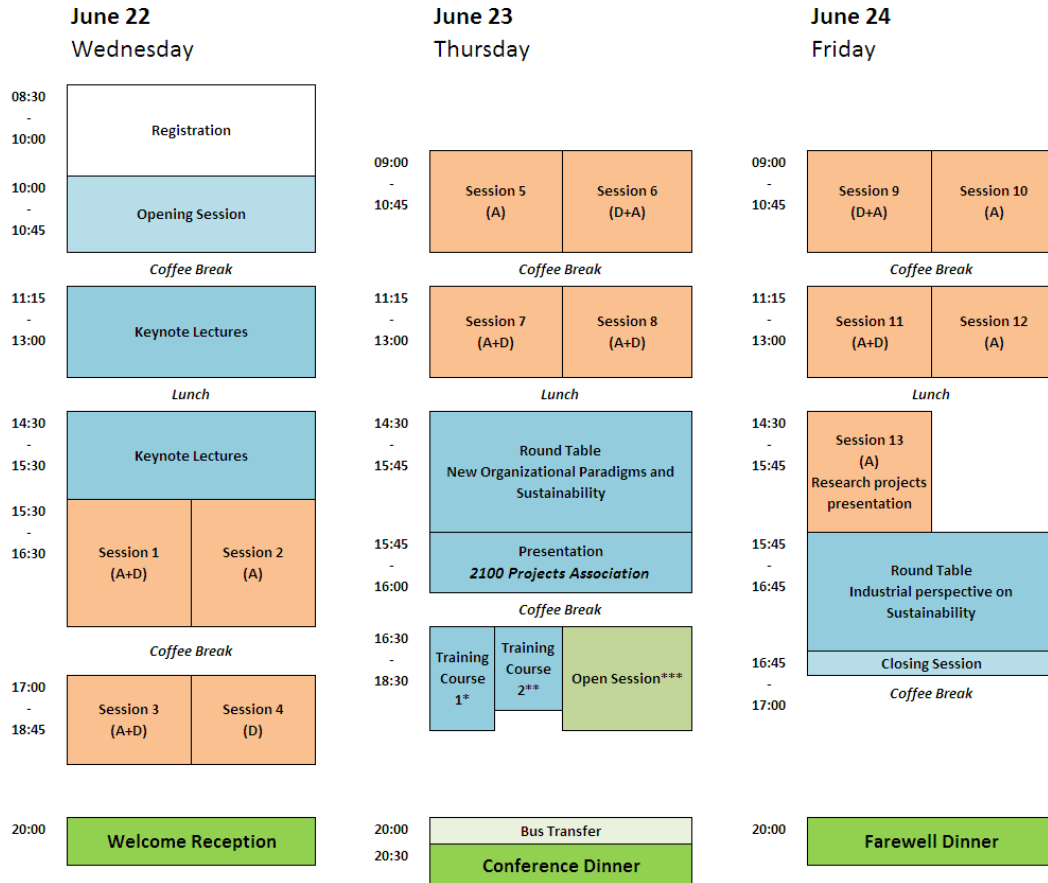 June 22
Wednesday
08:30
-
10:00
Registration
10:00
-
10:45
Opening Session
Coffee Break
11:15
-
13:00
Keynote Lectures
Lunch
14:30
-
15:30
Keynote Lectures
15:30
-
16:30
Session 1
(A+D)
Session 2
(A)
Coffee Break
17:00
-
18:45
Session 3
(A+D)
Session 4
(D)
20:00
Welcome Reception
June 23
Thursday
09:00
-
10:45
Session 5
(A)
Session 6
(D+A)
Coffee Break
11:15
-
13:00
Session 7
(A+D)
Session 8
(A+D)
Lunch
14:30
-
15:45
Round Table
New Organizational Paradigms and
Sustainability
15:45
-
16:00
Presentation
2100 Projects Association
Coffee Break
16:30
-
18:30
Training
Course
1*
Training
Course
2**
Open Session***
20:00
Bus Transfer
20:30
Conference Dinner
June 24
Friday
09:00
-
10:45
Session 9
(D+A)
Session 10
(A)
Coffee Break
11:15
-
13:00
Session 11
(A+D)
Session 12
(A)
Lunch
14:30
-
15:45
Session 13
(A)
Research projects
presentation
15:45
-
16:45
Round Table
Industrial perspective on
Sustainability
16:45
-
17:00
Closing Session
Coffee Break
20:00
Farewell Dinner